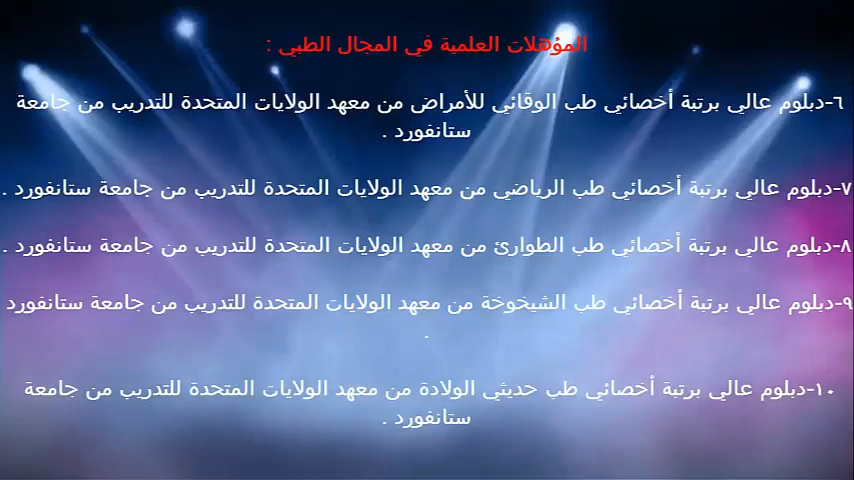 المؤهلات العلمية في المجال الطبي :
٦-دبلوم عالي برتبة أخصائي طب الوقائي للأمراض من معهد الولايات المتحدة للتدريب من جامعة
ستانفورد .
٧-دبلوم عالي برتبة أخصائي طب الرياضي من معهد الولايات المتحدة للتدريب من جامعة ستانفورد .
٨-دبلوم عالي برتبة أخصائي طب الطوارئ من معهد الولايات المتحدة للتدريب من جامعة ستانفورد .
٩-دبلوم عالي برتبة أخصائي طب الشيخوخة من معهد الولايات المتحدة للتدريب من جامعة ستانفورد
.
١٠-دبلوم عالي برتبة أخصائي طب حديثي الولادة من معهد الولايات المتحدة للتدريب من جامعة
ستانفورد .